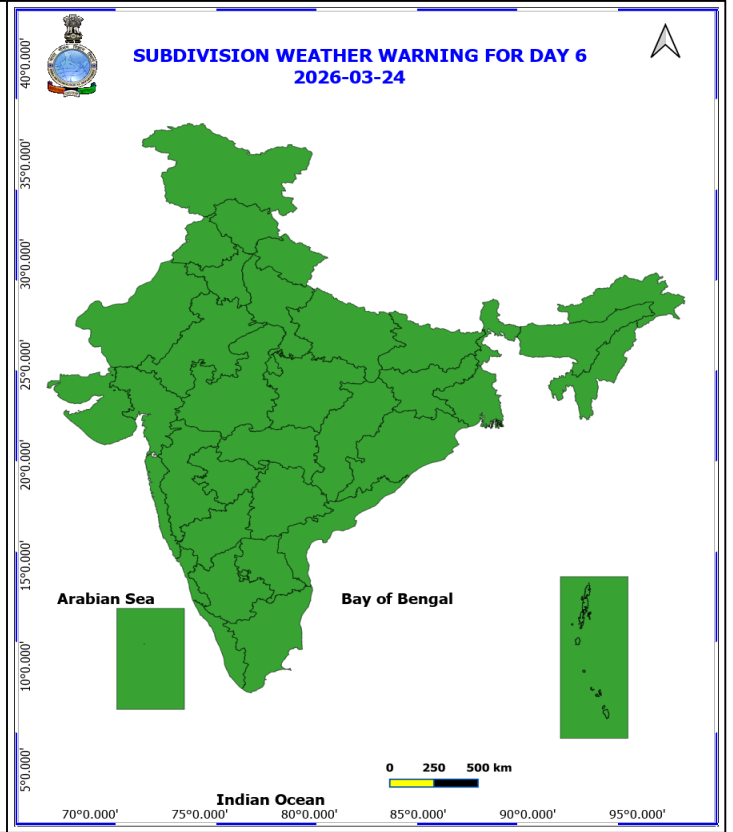 SUBDIVISION WEATHER WARNING FOR DAY 6
2026-03-24
40°0.000'
35°0.000'
30°0.000'
25°0.000'
20°0.000'
15°0.000'
10°0.000'
5°0.000'
Arabian Sea
Bay of Bengal
0 250 500 km
Indian Ocean
70°0.000' 75°0.000' 80°0.000' 85°0.000' 90°0.000' 95°0.000'